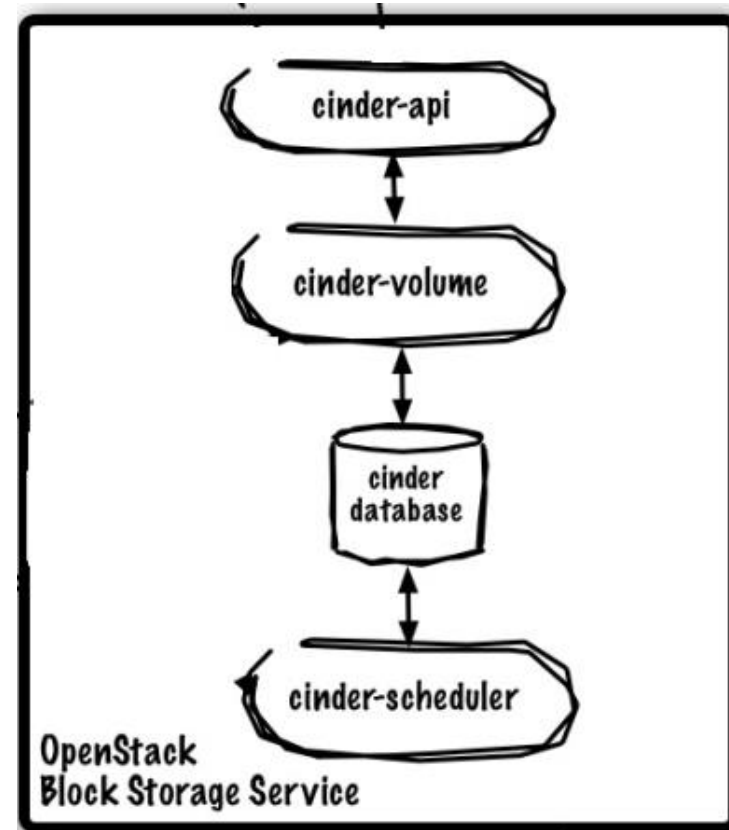 cinder-api
cinder-volume
cinder
database
cinder-scheduler
OpenStack
Block Storage Service